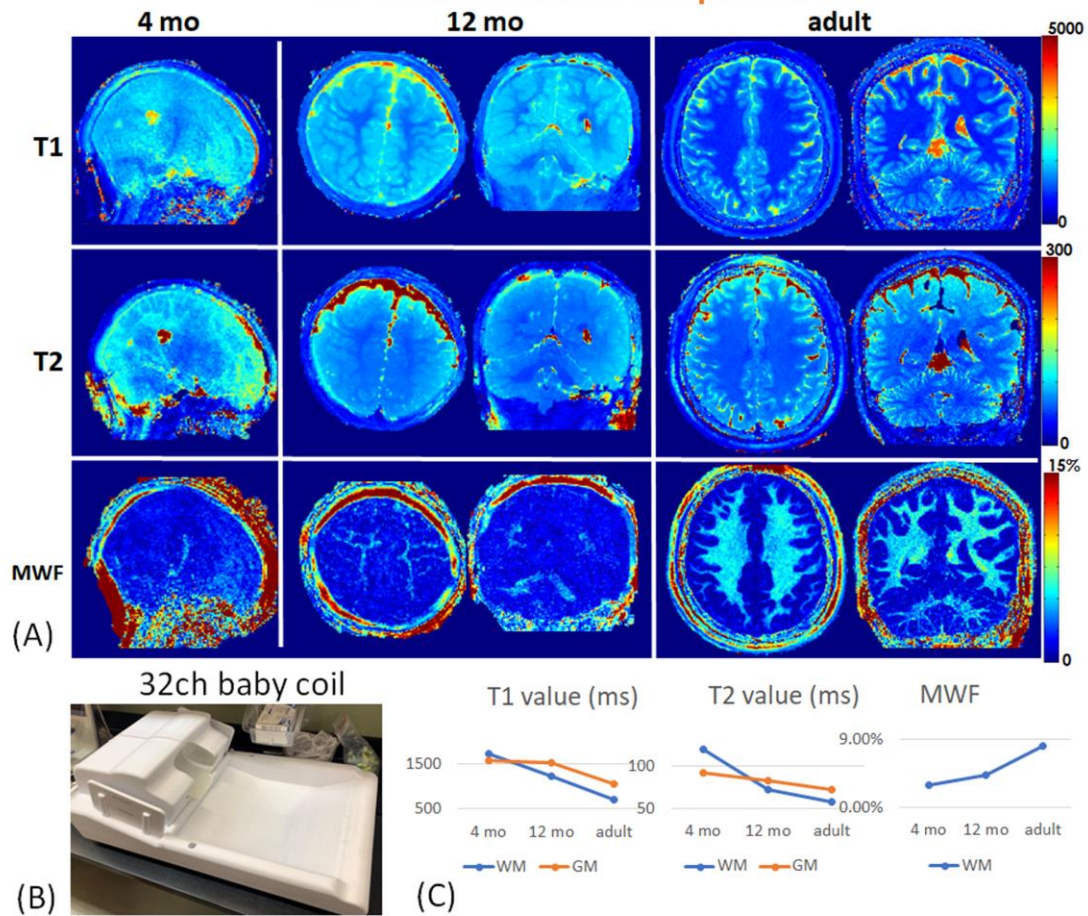 4 mo 12 mo adult
5000
T1
0
300
T2
0
15%
MWF
0
(A)
32ch baby coil
(B)
T1 value (ms)
1500
500
4 mo 12 mo adult
WM GM
T2 value (ms)
100
50
4 mo 12 mo adult
WM GM
MWF
9.00%
0.00%
4 mo 12 mo adult
WM
(C)